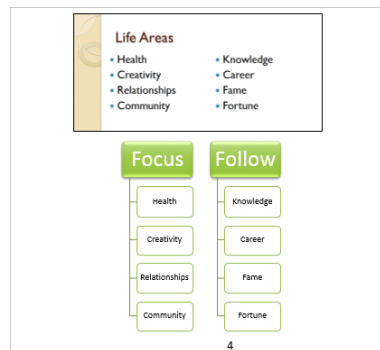 Life Areas
• Health
• Creativity
• Relationships
• Community
• Knowledge
• Career
• Fame
• Fortune
Focus
Health
Creativity
Relationships
Community
Follow
Knowledge
Career
Fame
Fortune
4